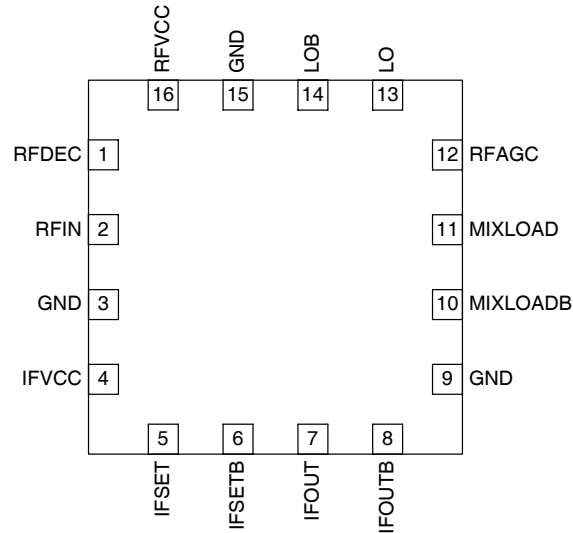 RFVCC
GND
LOB
LO
16
15
14
13
RFDEC 1
12 RFAGC
RFIN 2
11 MIXLOAD
GND 3
10 MIXLOADB
IFVCC 4
9 GND
5
6
7
8
IFSET
IFSETB
IFOUT
IFOUTB